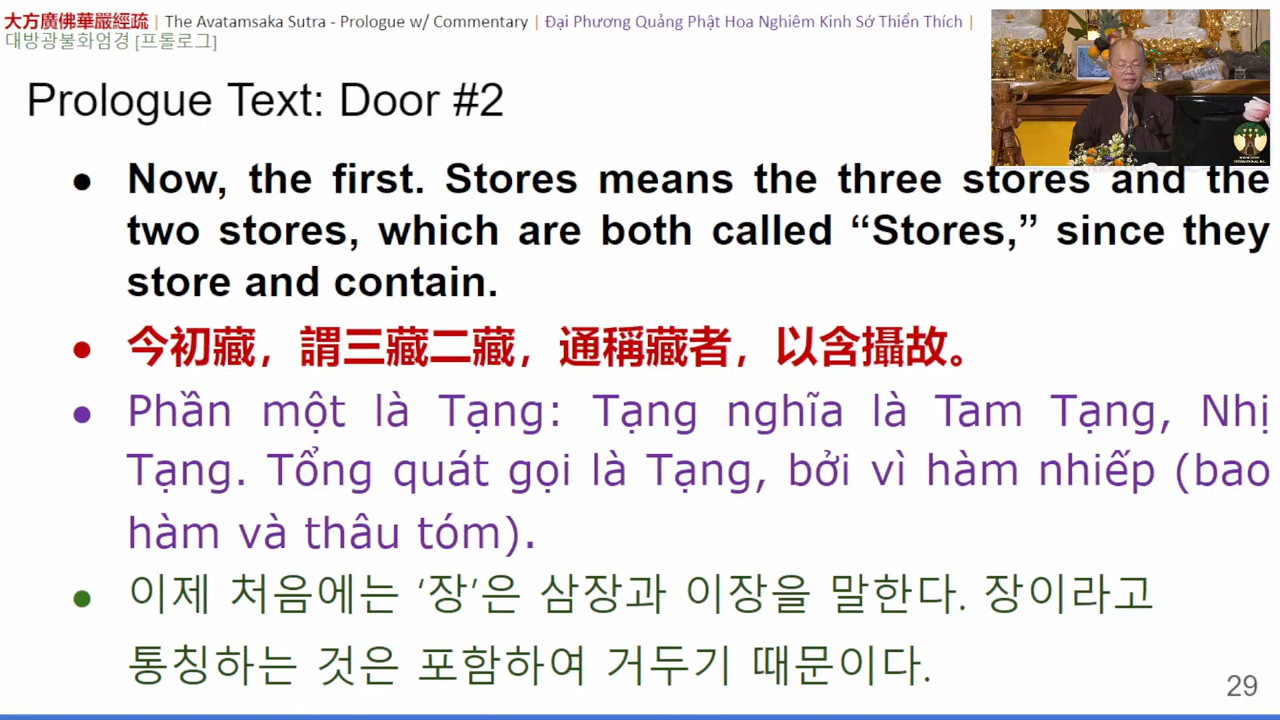 大方廣佛華嚴經疏 | The Avatamsaka Sutra - Prologue w/ Commentary | Đại Phương Quảng Phật Hoa Nghiêm Kinh Sớ Thiển Thích |
대방광불화엄경 [프롤로그]
Prologue Text: Door #2
• Now, the first. Stores means the three stores and the
two stores, which are both called “Stores,” since they
store and contain.
• 今初藏，謂三藏二藏，通稱藏者，以含攝故。
• Phần một là Tạng: Tạng nghĩa là Tam Tạng, Nhị
Tạng. Tổng quát gọi là Tạng, bởi vì hàm nhiếp (bao
hàm và thâu tóm).
• 이제 처음에는 ‘장’은 삼장과 이장을 말한다. 장이라고
통칭하는 것은 포함하여 거두기 때문이다.
29